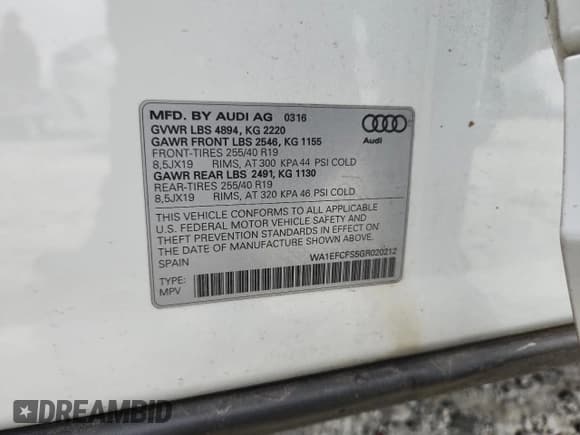 MFD. BY AUDI AG 0316
GVWR LBS 4894, KG 2220
GAWR FRONT LBS 2546, KG 1155
FRONT-TIRES 255/40 R19
8,5JX19 RIMS, AT 300 KPA 44 PSI COLD
GAWR REAR LBS 2491, KG 1130
REAR-TIRES 255/40 R19
8,5JX19 RIMS, AT 320 KPA 46 PSI COLD
THIS VEHICLE CONFORMS TO ALL APPLICABLE
U.S. FEDERAL MOTOR VEHICLE SAFETY AND
THEFT PREVENTION STANDARDS IN EFFECT ON
THE DATE OF MANUFACTURE SHOWN ABOVE.
SPAIN
WA1EFCFS5GR020212
TYPE:
MPV
Audi
DREAMBID